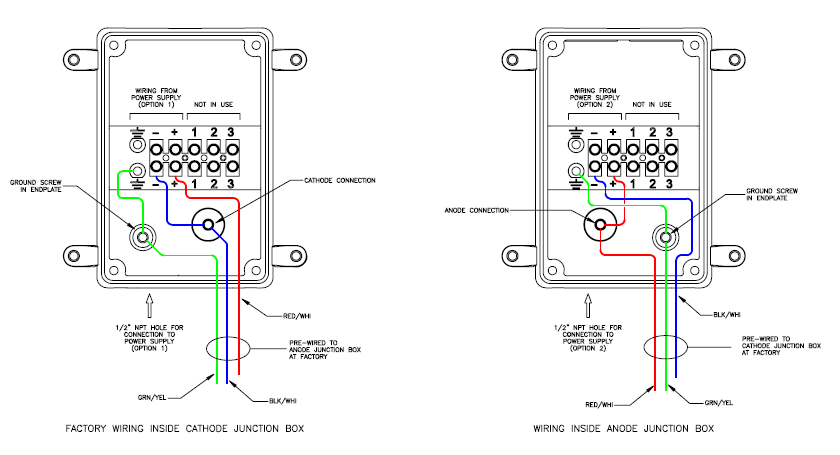 WIRING FROM
POWER SUPPLY
(OPTION 1)
NOT IN USE
- + 1 2 3
- + 1 2 3
GROUND SCREW
IN ENDPLATE
CATHODE CONNECTION
RED/WHI
1/2" NPT HOLE FOR
CONNECTION TO
POWER SUPPLY
(OPTION 1)
PRE-WIRED TO
ANODE JUNCTION BOX
AT FACTORY
GRN/YEL
BLK/WHI
FACTORY WIRING INSIDE CATHODE JUNCTION BOX
WIRING FROM
POWER SUPPLY
(OPTION 2)
NOT IN USE
- + 1 2 3
- + 1 2 3
GROUND SCREW
IN ENDPLATE
ANODE CONNECTION
BLK/WHI
1/2" NPT HOLE FOR
CONNECTION TO
POWER SUPPLY
(OPTION 2)
PRE-WIRED TO
CATHODE JUNCTION BOX
AT FACTORY
RED/WHI
GRN/YEL
WIRING INSIDE ANODE JUNCTION BOX